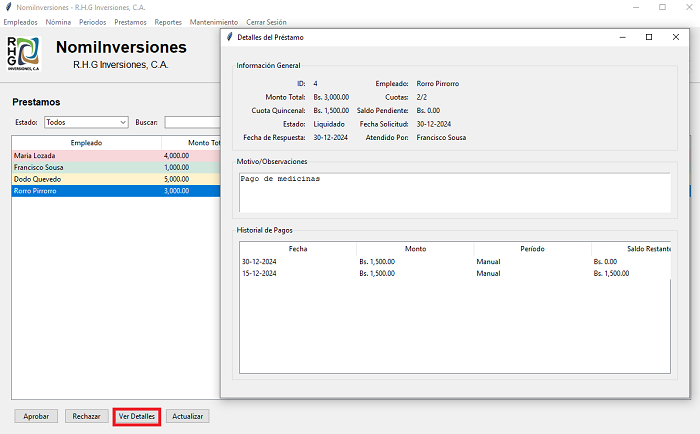 NomiInversiones - R.H.G Inversiones, C.A.
Empleados Nómina Periodos Prestamos Reportes Mantenimiento Cerrar Sesión
R
H
G
INVERSIONES, C.A
NomiInversiones
R.H.G Inversiones, C.A.
Prestamos
Estado: Todos Buscar:
Empleado Monto Tot
Maria Lozada 4,000.00
Francisco Sousa 1,000.00
Dodo Quevedo 5,000.00
Rorro Pirrorro 3,000.00
Aprobar Rechazar Ver Detalles Actualizar
Detalles del Préstamo
Información General
ID: 4 Empleado: Rorro Pirrorro
Monto Total: Bs. 3,000.00 Cuotas: 2/2
Cuota Quincenal: Bs. 1,500.00 Saldo Pendiente: Bs. 0.00
Estado: Liquidado Fecha Solicitud: 30-12-2024
Fecha de Respuesta: 30-12-2024 Atendido Por: Francisco Sousa
Motivo/Observaciones
Pago de medicinas
Historial de Pagos
Fecha Monto Período Saldo Restante
30-12-2024 Bs. 1,500.00 Manual Bs. 0.00
15-12-2024 Bs. 1,500.00 Manual Bs. 1,500.00